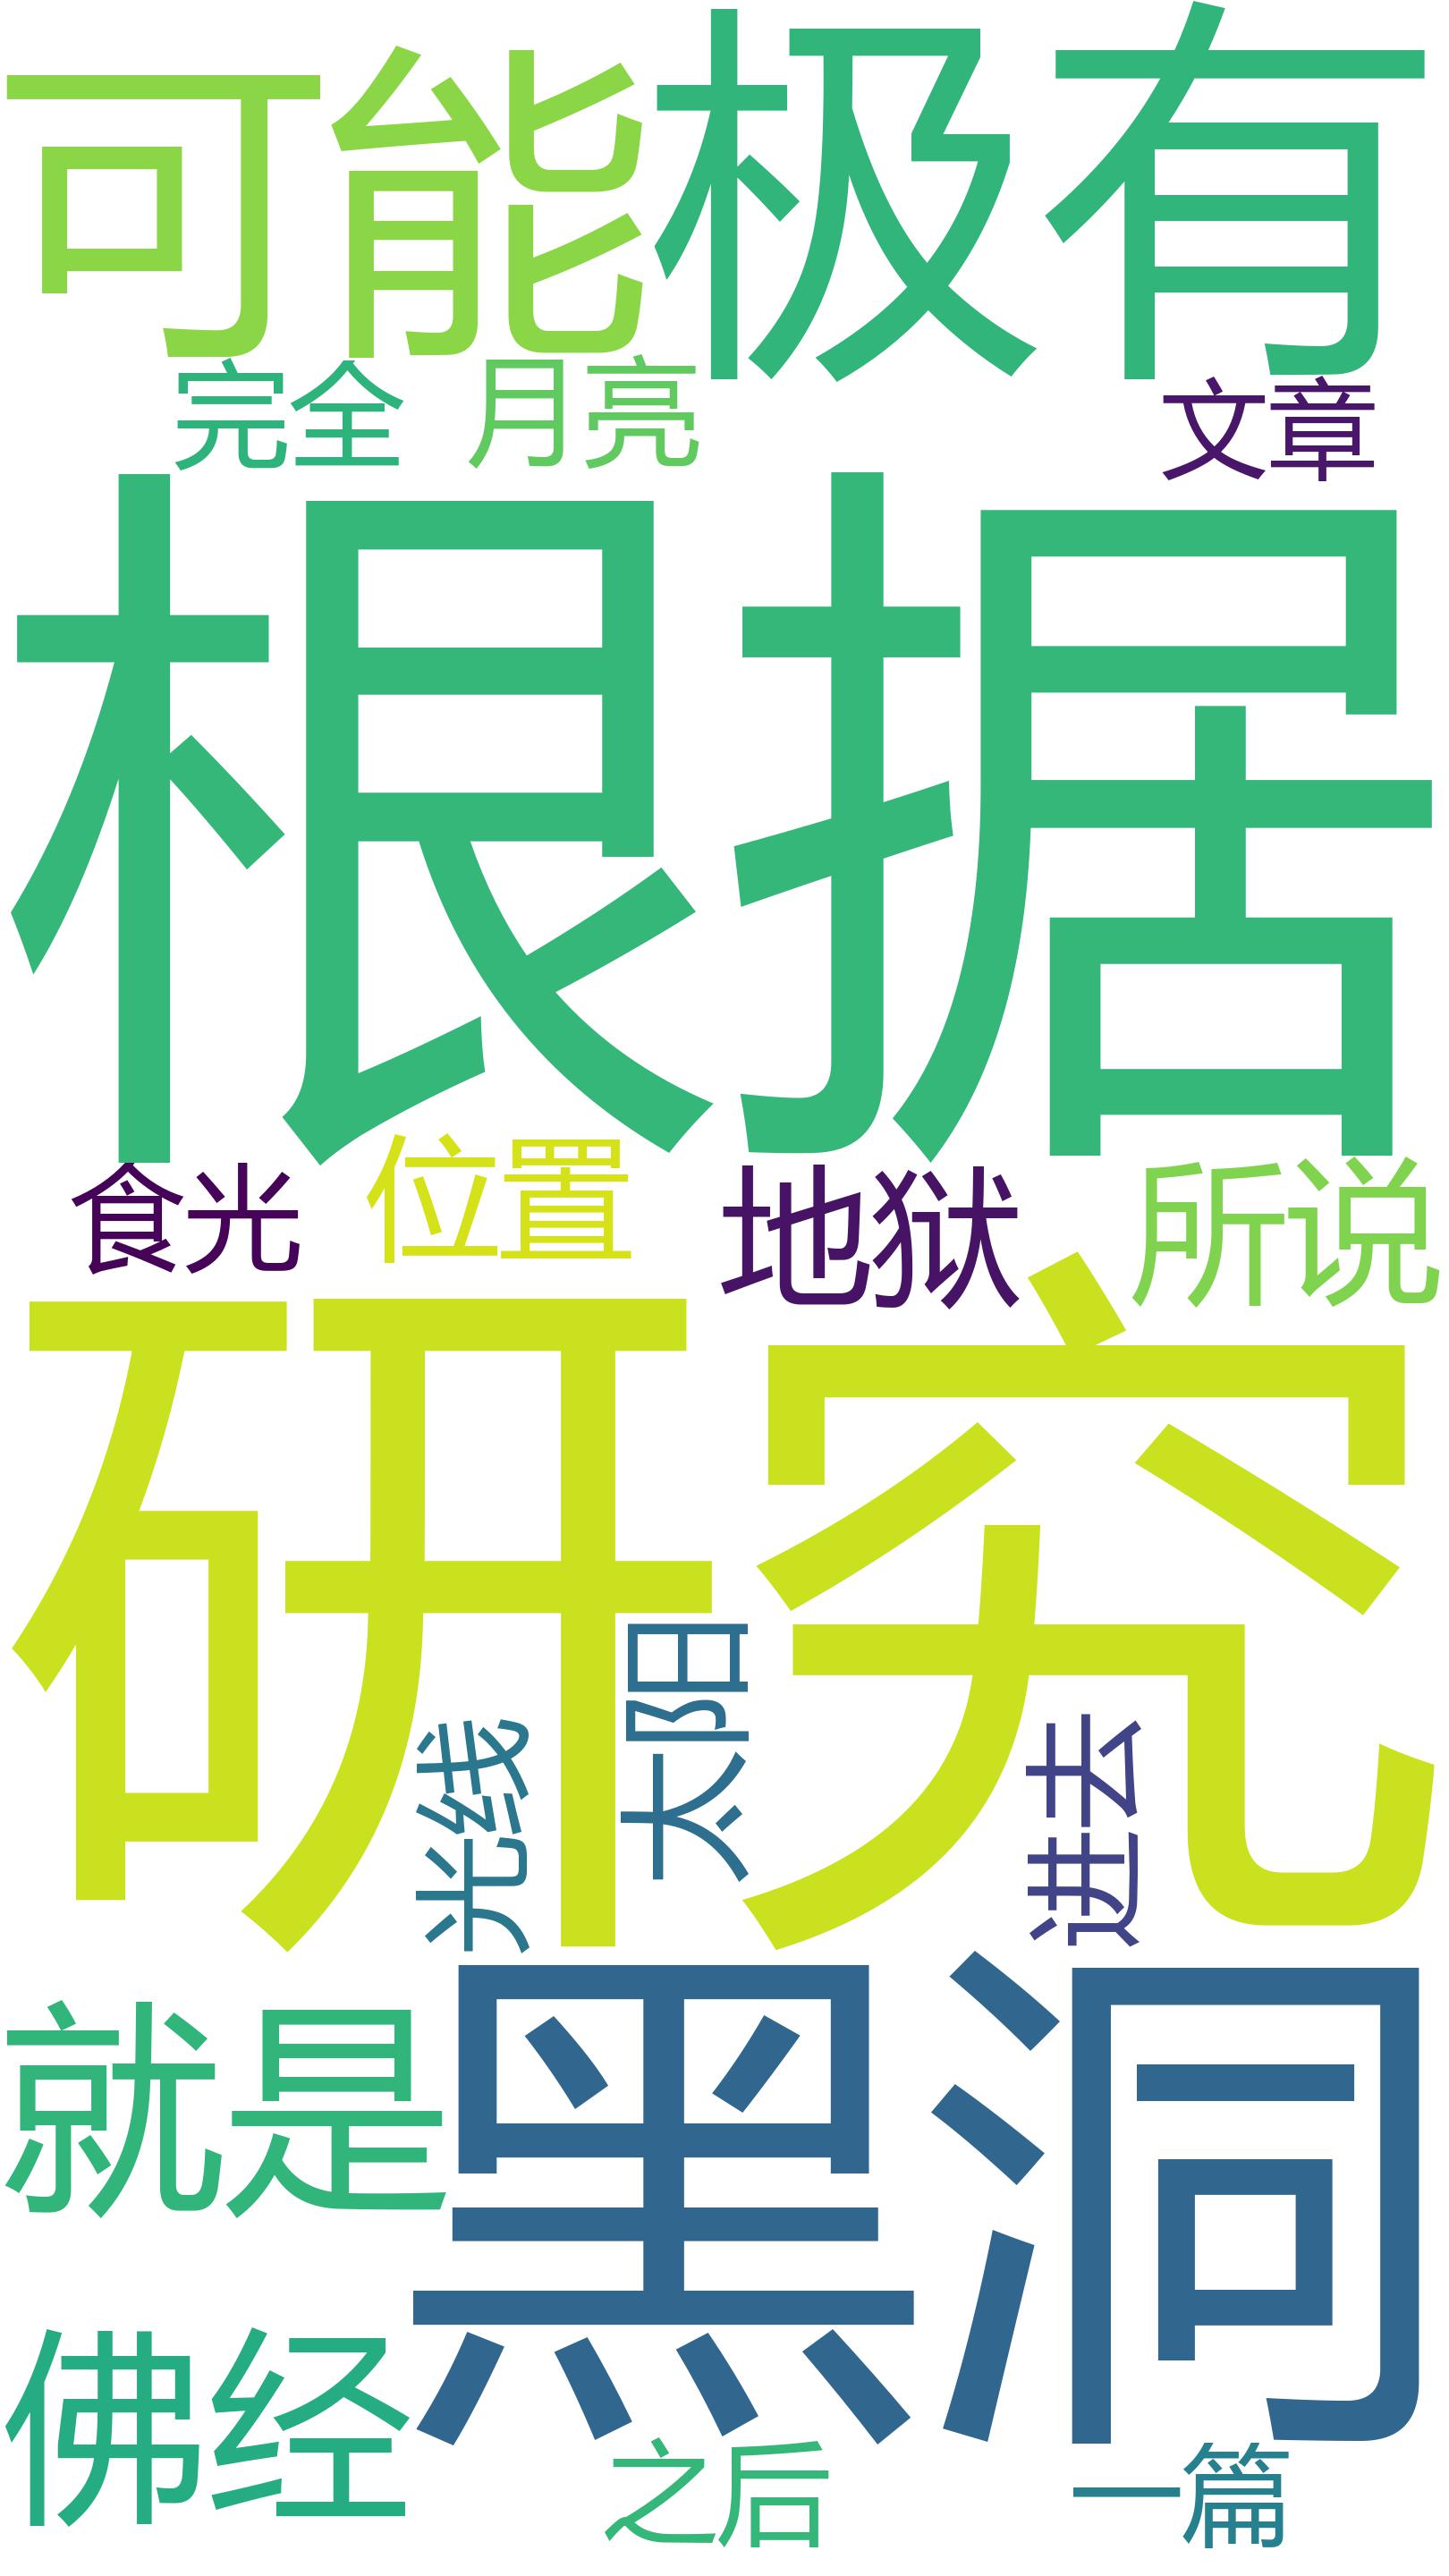 可能 极有
完全 月亮 文章
根据
食光 位置 地狱 所说
研究
光线 太阳 进去
就是 黑洞
佛经
之后 一篇